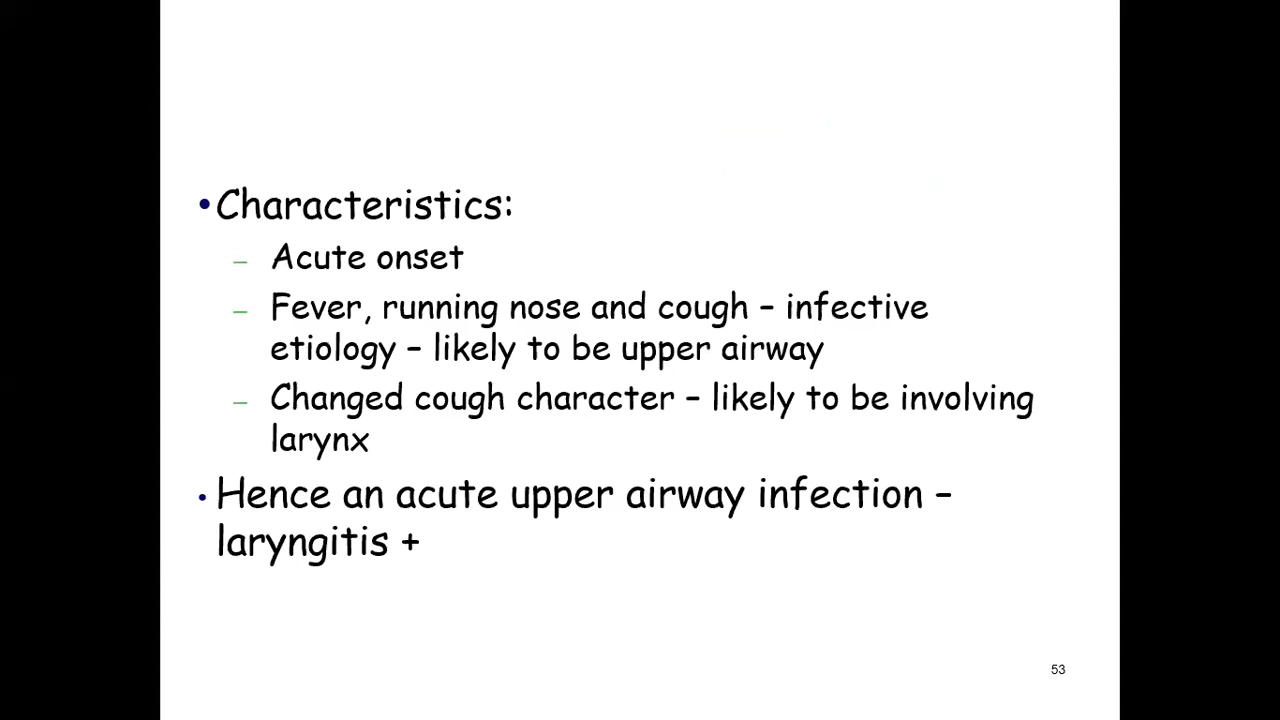 •Characteristics:
– Acute onset
– Fever, running nose and cough – infective
etiology – likely to be upper airway
– Changed cough character – likely to be involving
larynx
• Hence an acute upper airway infection –
laryngitis +
53